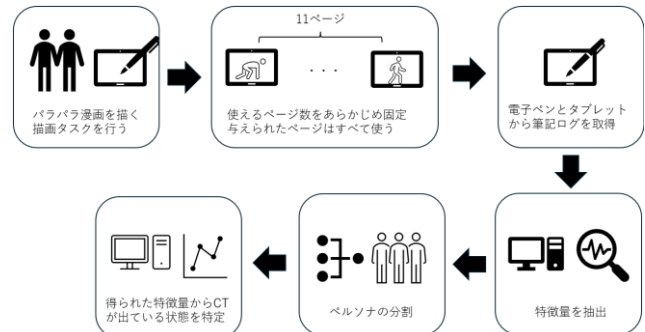 11ページ
パラパラ漫画を描く
描画タスクを行う
使えるページ数をあらかじめ固定
与えられたページはすべて使う
電子ペンとタブレット
から筆記ログを取得
得られた特徴量からCT
が出ている状態を特定
ペルソナの分割
特徴量を抽出